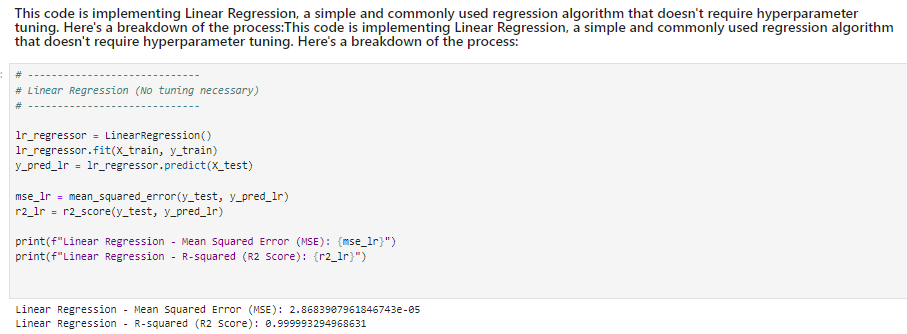 This code is implementing Linear Regression, a simple and commonly used regression algorithm that doesn't require hyperparameter
tuning. Here's a breakdown of the process:This code is implementing Linear Regression, a simple and commonly used regression algorithm
that doesn't require hyperparameter tuning. Here's a breakdown of the process:
:
# ----------------------------
# Linear Regression (No tuning necessary)
# ----------------------------
lr_regressor = LinearRegression()
lr_regressor.fit(X_train, y_train)
y_pred_lr = lr_regressor.predict(X_test)
mse_lr = mean_squared_error(y_test, y_pred_lr)
r2_lr = r2_score(y_test, y_pred_lr)
print(f"Linear Regression - Mean Squared Error (MSE): {mse_lr}")
print(f"Linear Regression - R-squared (R2 Score): {r2_lr}")
Linear Regression - Mean Squared Error (MSE): 2.8683907961846743e-05
Linear Regression - R-squared (R2 Score): 0.999993294968631